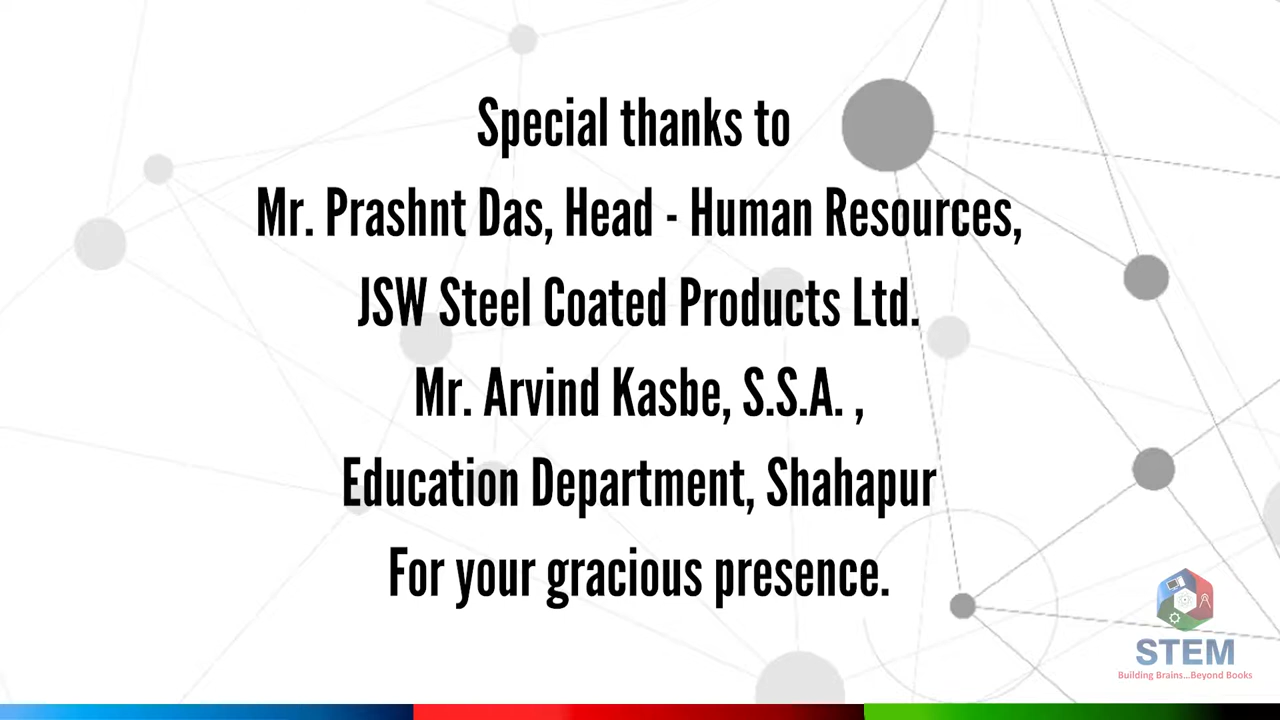 Special thanks to
Mr. Prashnt Das, Head - Human Resources,
JSW Steel Coated Products Ltd.
Mr. Arvind Kasbe, S.S.A. ,
Education Department, Shahapur
For your gracious presence.
STEM
Building Brains...Beyond Books